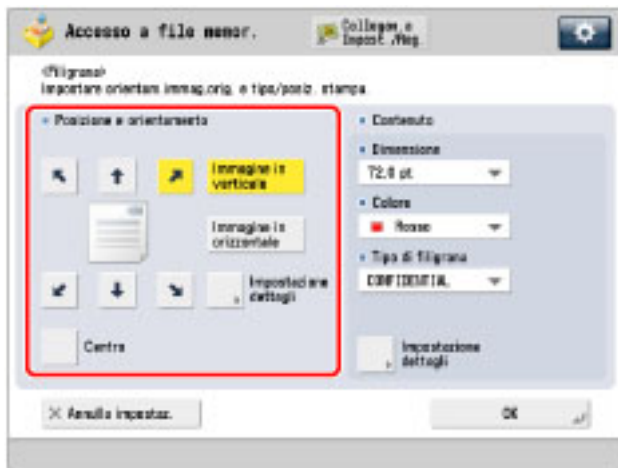 Accesso a file memor.
Collegam. e
Impost./Reg.
<Filigrana>
Impostare orientam immag.orig. e tipo/posiz. stampa.
Posizione e orientamento
Immagine in
verticale
Immagine in
orizzontale
Impostazione
dettagli
Centro
Contenuto
Dimensione
72.0 pt
Colore
Rosso
Tipo di filigrana
CONFIDENTIAL
Impostazione
dettagli
Annulla impostaz.
OK